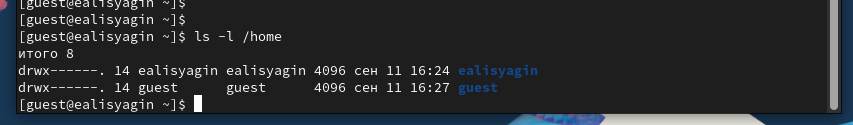 [guest@ealisyagin ~]$
[guest@ealisyagin ~]$
[guest@ealisyagin ~]$ ls -l /home
итого 8
drwx------. 14 ealisyagin ealisyagin 4096 сен 11 16:24 ealisyagin
drwx------. 14 guest      guest      4096 сен 11 16:27 guest
[guest@ealisyagin ~]$